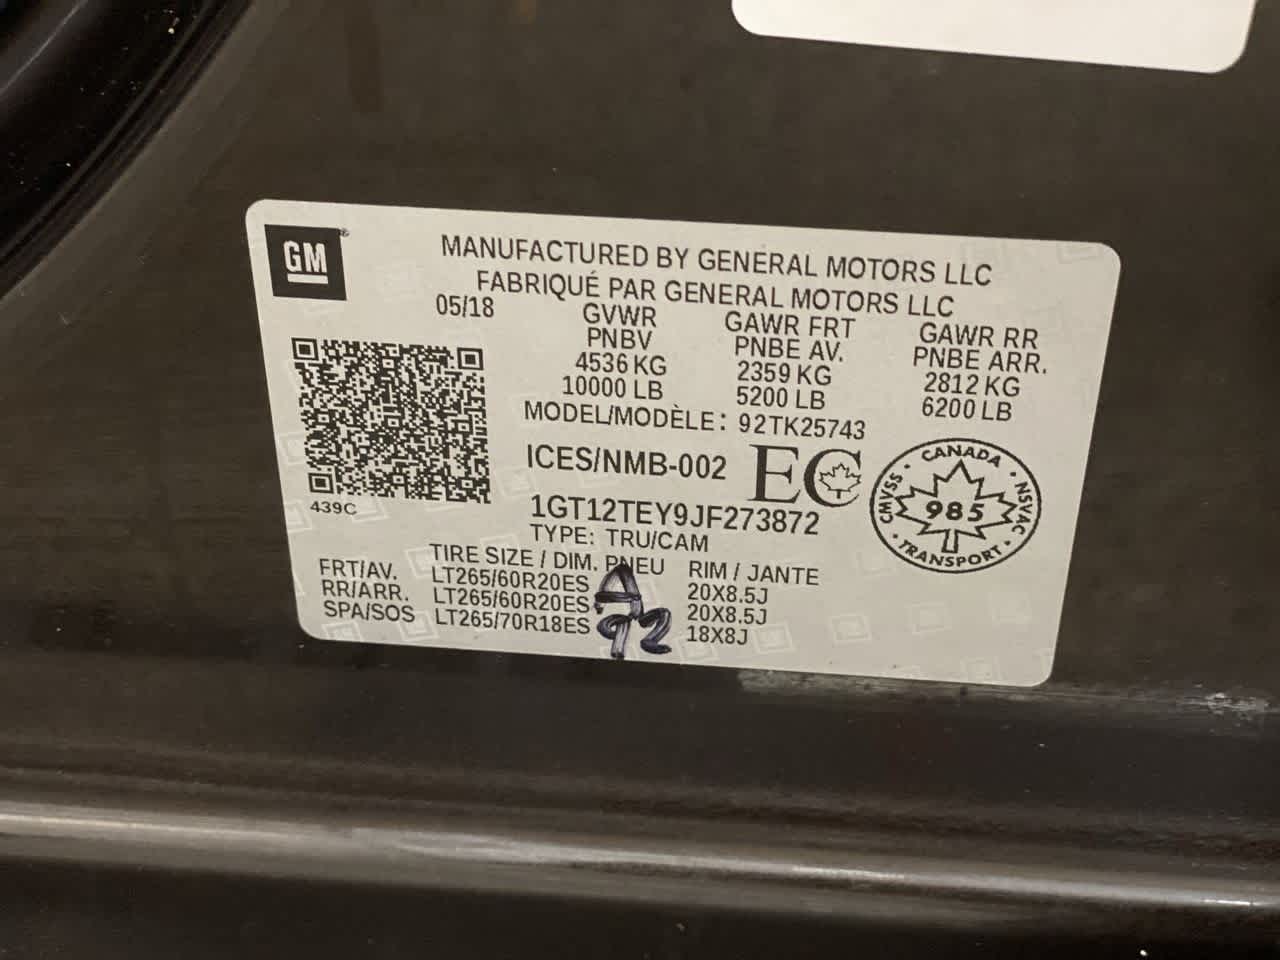 GM®
MANUFACTURED BY GENERAL MOTORS LLC
FABRIQUÉ PAR GENERAL MOTORS LLC
05/18
GVWR
PNBV
4536 KG
10000 LB
GAWR FRT
PNBE AV.
2359 KG
5200 LB
GAWR RR
PNBE ARR.
2812 KG
6200 LB
MODEL/MODÈLE: 92TK25743
ICES/NMB-002 EC
439C
1GT12TEY9JF273872
TYPE: TRU/CAM
CANADA
CMVSS 985 NSVAC
TRANSPORT
TIRE SIZE / DIM. PNEU RIM / JANTE
FRT/AV. LT265/60R20ES 20X8.5J
RR/ARR. LT265/60R20ES 20X8.5J
SPA/SOS LT265/70R18ES 18X8J
A
92